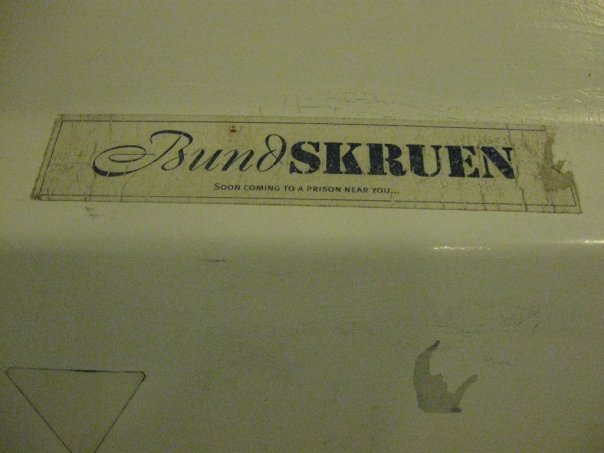 BundSKRUEN
SOON COMING TO A PRISON NEAR YOU...